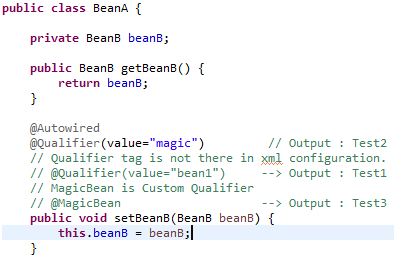 public class BeanA {
private BeanB beanB;
public BeanB getBeanB() {
return beanB;
}
@Autowired
@Qualifier(value="magic") // Output : Test2
// Qualifier tag is not there in xml configuration.
// @Qualifier(value="bean1") --> Output : Test1
// MagicBean is Custom Qualifier
// @MagicBean --> Output : Test3
public void setBeanB(BeanB beanB) {
this.beanB = beanB;
}